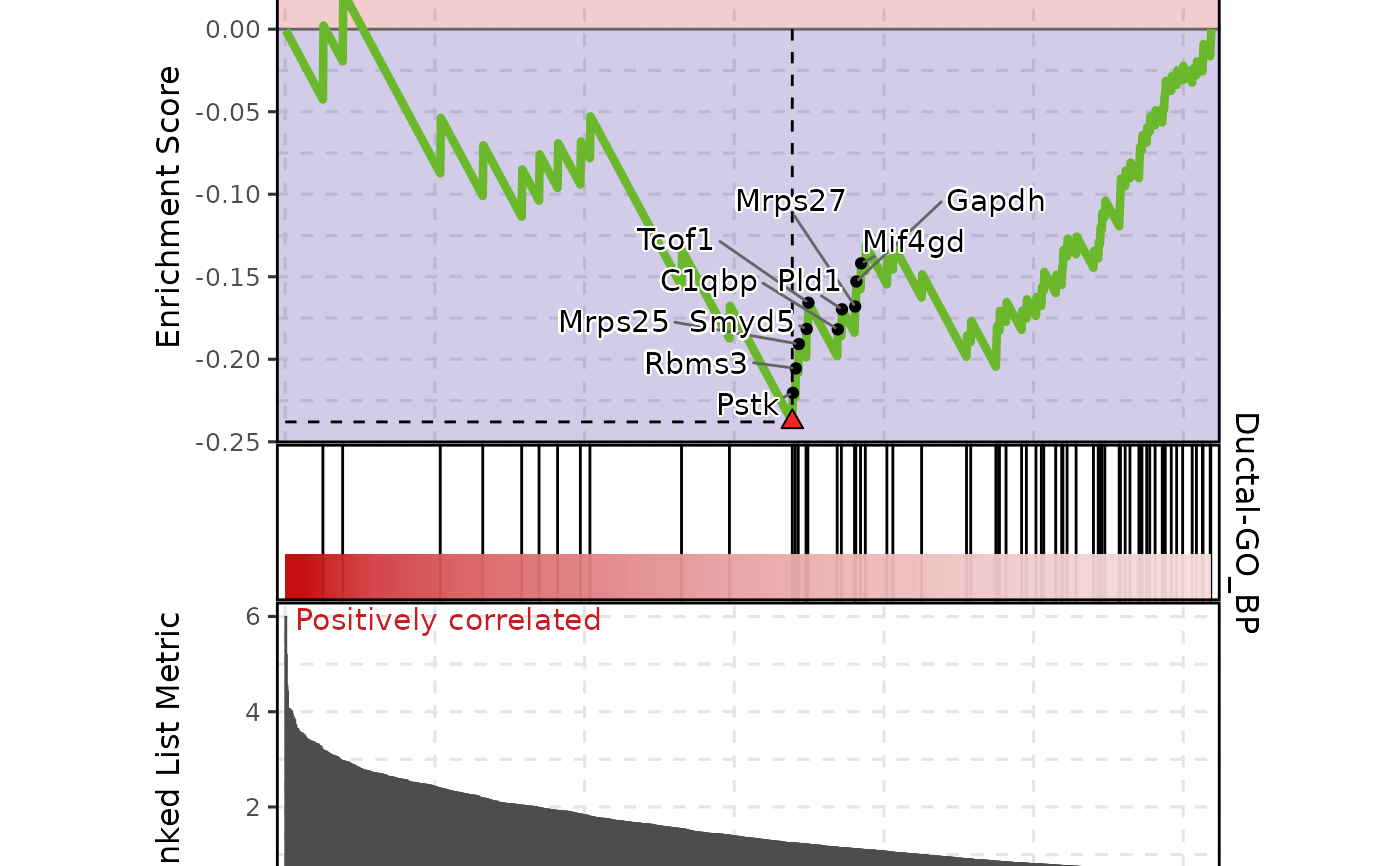 0.00
-0.05
-0.10
-0.15
-0.20
-0.25
Enrichment Score
Mrps27
Gapdh
Tcof1
Mif4gd
C1qbp
Pld1
Mrps25
Smyd5
Rbms3
Pstk
Ductal-GO_BP
Positively correlated
6
4
2
nked List Metric